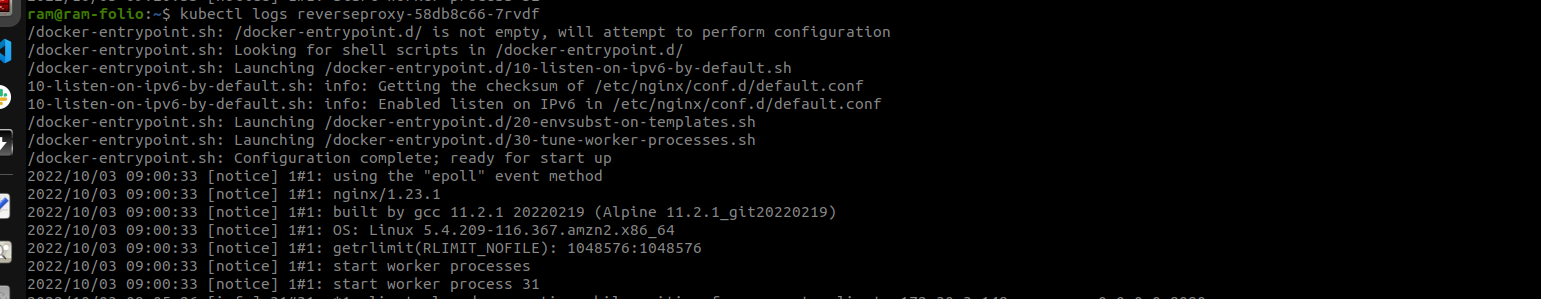 ram@ram-folio:~$ kubectl logs reverseproxy-58db8c66-7rvdf
/docker-entrypoint.sh: /docker-entrypoint.d/ is not empty, will attempt to perform configuration
/docker-entrypoint.sh: Looking for shell scripts in /docker-entrypoint.d/
/docker-entrypoint.sh: Launching /docker-entrypoint.d/10-listen-on-ipv6-by-default.sh
10-listen-on-ipv6-by-default.sh: info: Getting the checksum of /etc/nginx/conf.d/default.conf
10-listen-on-ipv6-by-default.sh: info: Enabled listen on IPv6 in /etc/nginx/conf.d/default.conf
/docker-entrypoint.sh: Launching /docker-entrypoint.d/20-envsubst-on-templates.sh
/docker-entrypoint.sh: Launching /docker-entrypoint.d/30-tune-worker-processes.sh
/docker-entrypoint.sh: Configuration complete; ready for start up
2022/10/03 09:00:33 [notice] 1#1: using the "epoll" event method
2022/10/03 09:00:33 [notice] 1#1: nginx/1.23.1
2022/10/03 09:00:33 [notice] 1#1: built by gcc 11.2.1 20220219 (Alpine 11.2.1_git20220219)
2022/10/03 09:00:33 [notice] 1#1: OS: Linux 5.4.209-116.367.amzn2.x86_64
2022/10/03 09:00:33 [notice] 1#1: getrlimit(RLIMIT_NOFILE): 1048576:1048576
2022/10/03 09:00:33 [notice] 1#1: start worker processes
2022/10/03 09:00:33 [notice] 1#1: start worker process 31